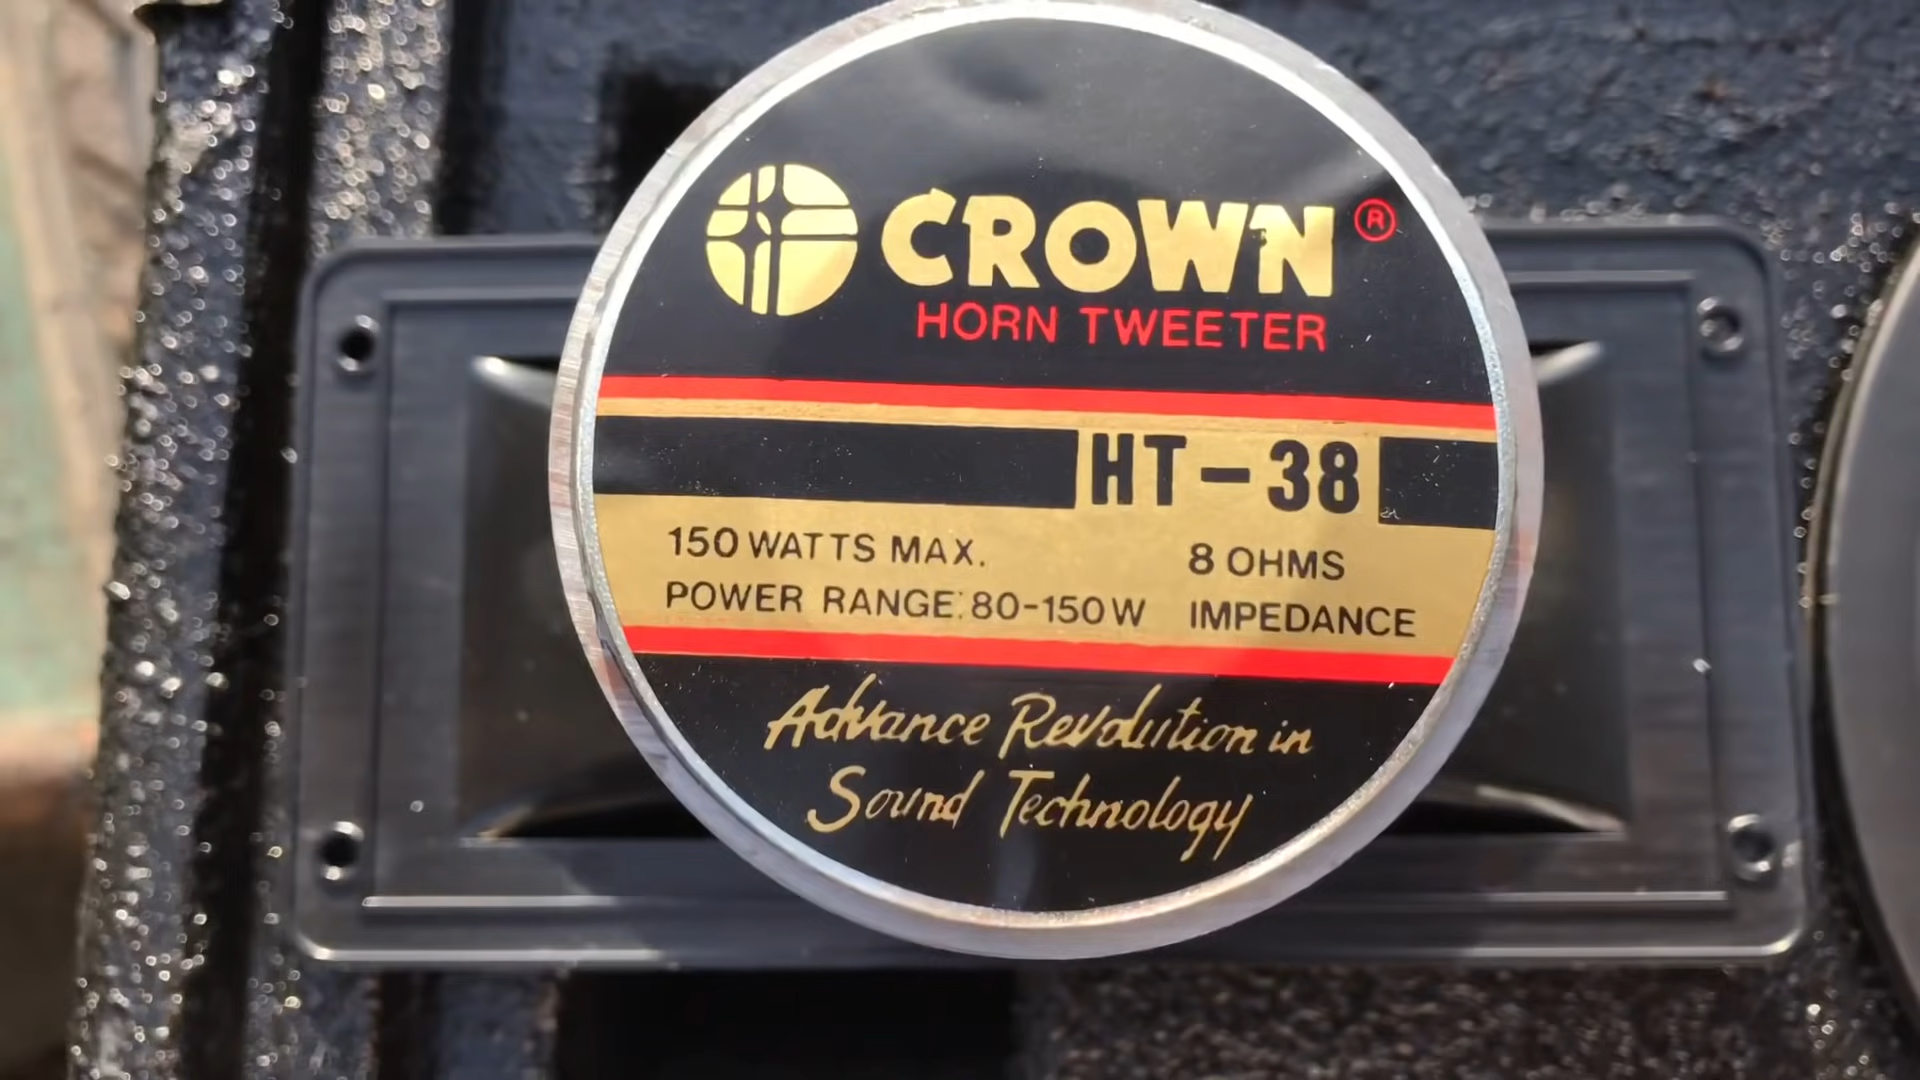 CROWN ®
HORN TWEETER
HT-38
150 WATTS MAX.
POWER RANGE: 80-150W
8 OHMS
IMPEDANCE
Advance Revolution in
Sound Technology